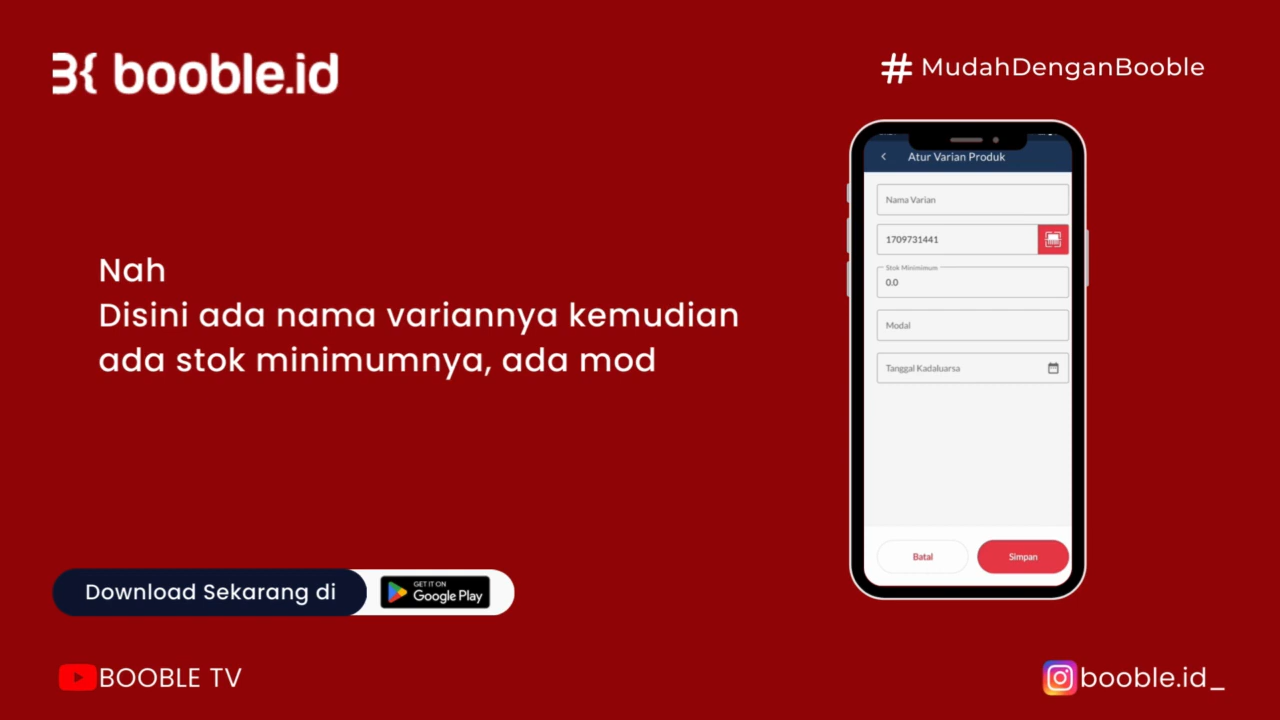 B{ booble.id
# MudahDenganBooble
Atur Varian Produk
Nama Varian
1709731441
Stok Minimimum
0.0
Modal
Tanggal Kadaluarsa
Batal
Simpan
Nah
Disini ada nama variannya kemudian
ada stok minimumnya, ada mod
Download Sekarang di
GET IT ON
Google Play
BOOBLE TV
booble.id_